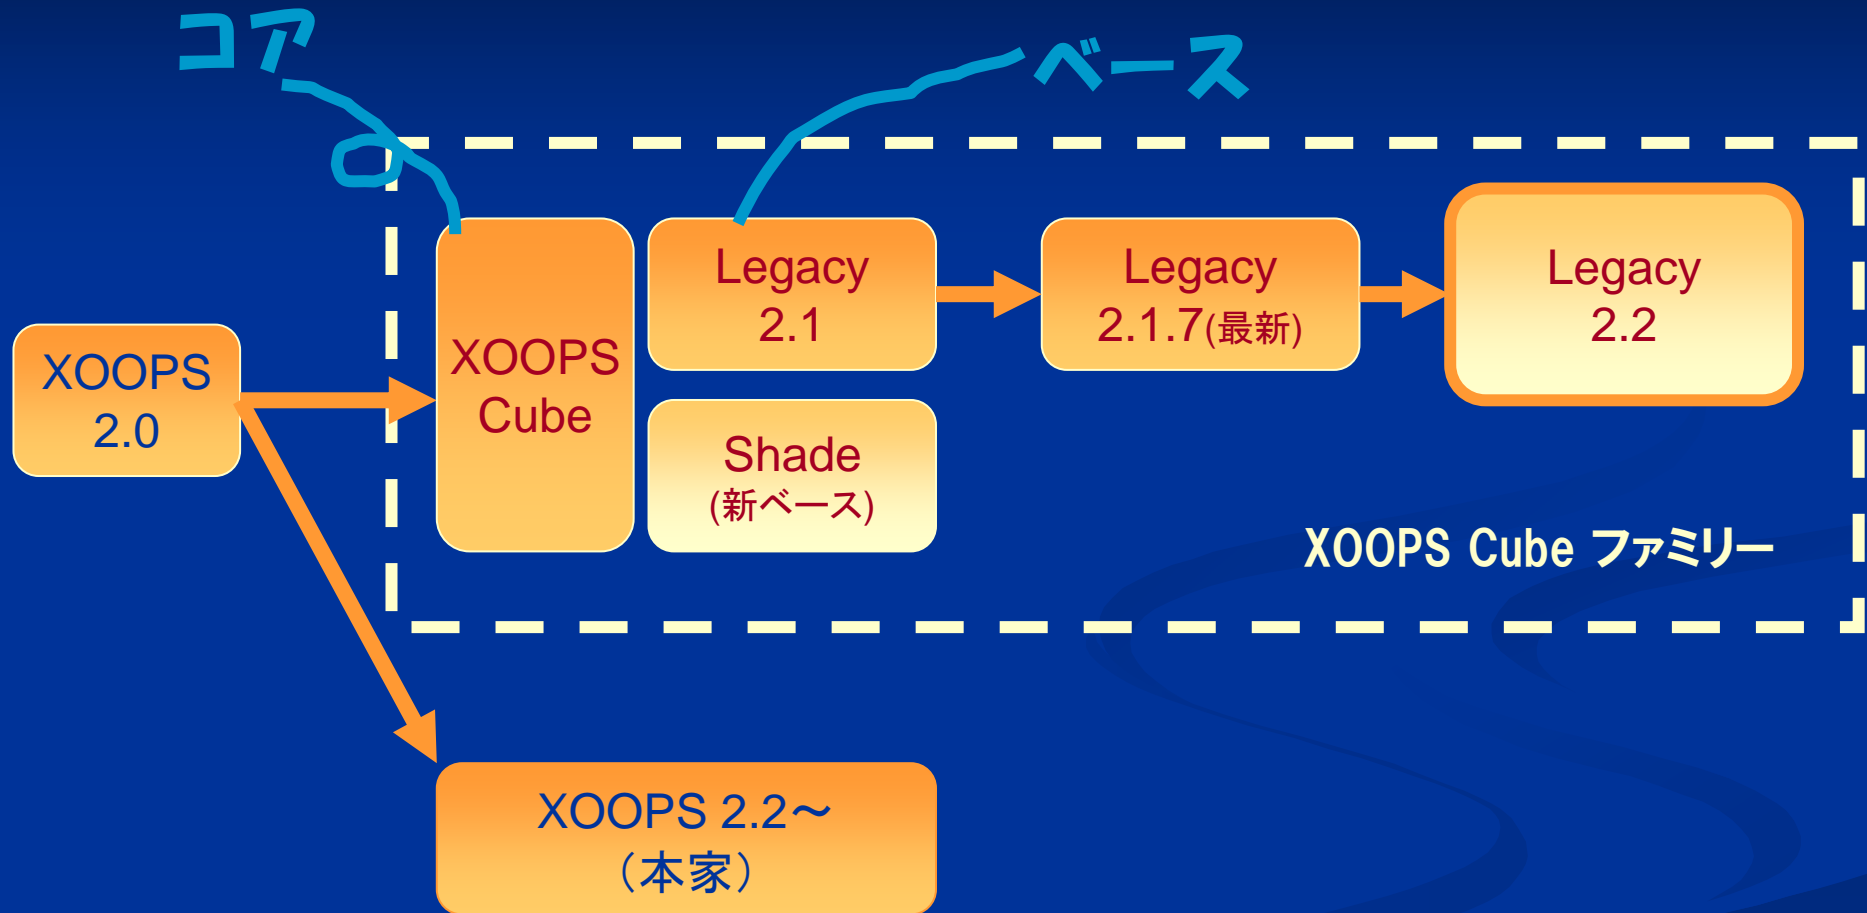 コア
ベース
XOOPS
2.0
XOOPS
Cube
Legacy
2.1
Legacy
2.1.7(最新)
Legacy
2.2
Shade
(新ベース)
XOOPS Cube ファミリー
XOOPS 2.2～
（本家）